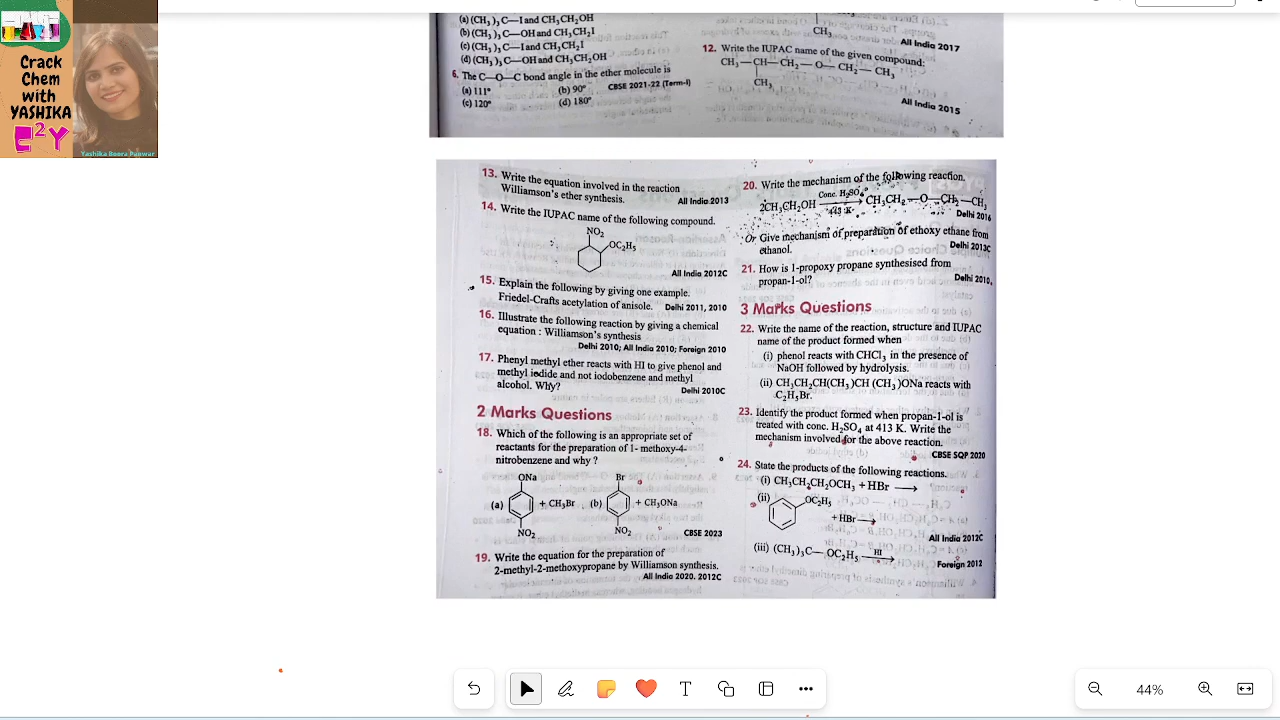 Crack
Chem
with
YASHIKA
Yashika Boora Panwar
(a) (CH₃)₃C—I and CH₃CH₂OH
(b) (CH₃)₃C—OH and CH₃CH₂I
(c) (CH₃)₃C—I and CH₃CH₂I
(d) (CH₃)₃C—OH and CH₃CH₂OH
6. The C—O—C bond angle in the ether molecule is
CBSE 2021-22 (Term-I)
(a) 111° (b) 90°
(c) 120° (d) 180°
CH₃
All India 2017
12. Write the IUPAC name of the given compound:
CH₃—CH—CH₂—O—CH₂—CH₃
CH₃
All India 2015
13. Write the equation involved in the reaction
Williamson's ether synthesis. All India 2013
14. Write the IUPAC name of the following compound.
NO₂
OC₂H₅
All India 2012C
15. Explain the following by giving one example.
Friedel-Crafts acetylation of anisole. Delhi 2011, 2010
16. Illustrate the following reaction by giving a chemical
equation : Williamson's synthesis
Delhi 2010; All India 2010; Foreign 2010
17. Phenyl methyl ether reacts with HI to give phenol and
methyl iodide and not iodobenzene and methyl
alcohol. Why? Delhi 2010C
2 Marks Questions
18. Which of the following is an appropriate set of
reactants for the preparation of 1- methoxy-4-
nitrobenzene and why ?
ONa Br
(a) + CH₃Br (b) + CH₃ONa
NO₂ NO₂
CBSE 2023
19. Write the equation for the preparation of
2-methyl-2-methoxypropane by Williamson synthesis.
All India 2020. 2012C
20. Write the mechanism of the following reaction.
2CH₃CH₂OH Conc. H₂SO₄ 443 K CH₃CH₂—O—CH₂—CH₃
Delhi 2016
Or Give mechanism of preparation of ethoxy ethane from
ethanol. Delhi 2013C
21. How is 1-propoxy propane synthesised from
propan-1-ol? Delhi 2010,
3 Marks Questions
22. Write the name of the reaction, structure and IUPAC
name of the product formed when
(i) phenol reacts with CHCl₃ in the presence of
NaOH followed by hydrolysis.
(ii) CH₃CH₂CH(CH₃)CH (CH₃)ONa reacts with
C₂H₅Br.
23. Identify the product formed when propan-1-ol is
treated with conc. H₂SO₄ at 413 K. Write the
mechanism involved for the above reaction.
CBSE SQP 2020
24. State the products of the following reactions.
(i) CH₃CH₂CH₂OCH₃ + HBr ⟶
(ii) OC₂H₅
+ HBr ⟶
All India 2012C
(iii) (CH₃)₃C—OC₂H₅ HI ⟶
Foreign 2012
44%